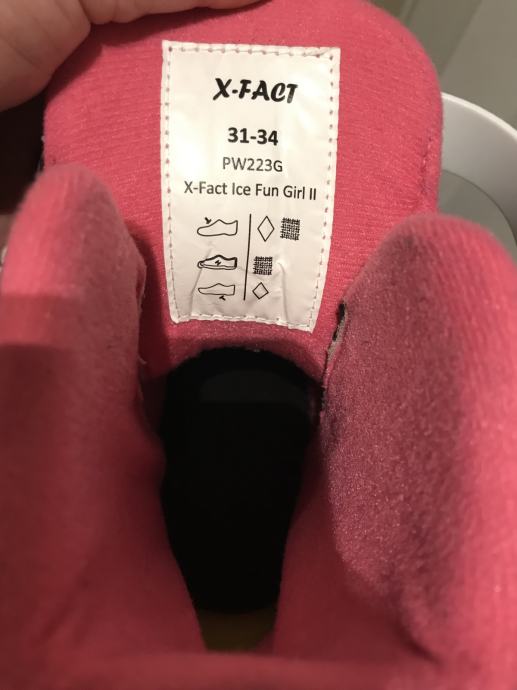 X-FACT
31-34
PW223G
X-Fact Ice Fun Girl II